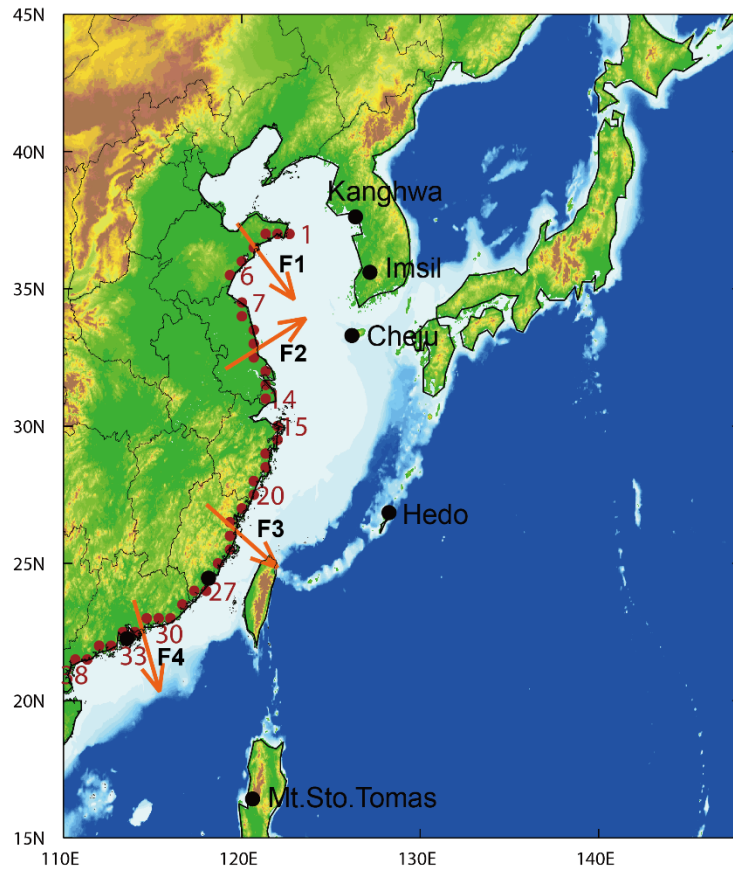 45N
40N
Kanghwa
1
F1
Imsil
6
35N
7
F2
Cheju
14
30N
15
20
Hedo
F3
25N
27
30
33
F4
38
20N
Mt.Sto.Tomas
15N
110E
120E
130E
140E